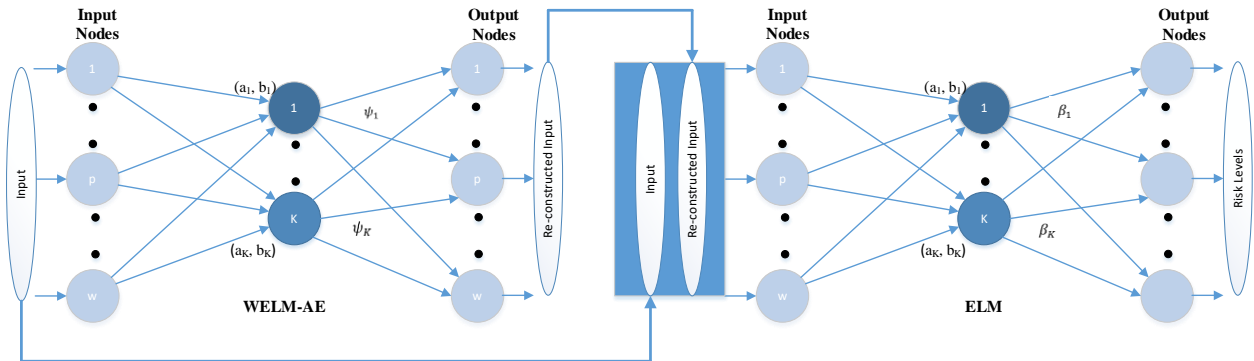 Input
Nodes
Output
Nodes
Input
1
p
w
(a₁, b₁)
1
K
(aK, bK)
ψ₁
ψK
1
p
w
Re-constructed Input
WELM-AE
Input
Re-constructed Input
Input
Nodes
Output
Nodes
1
p
w
(a₁, b₁)
1
K
(aK, bK)
β₁
βK
Risk Levels
ELM